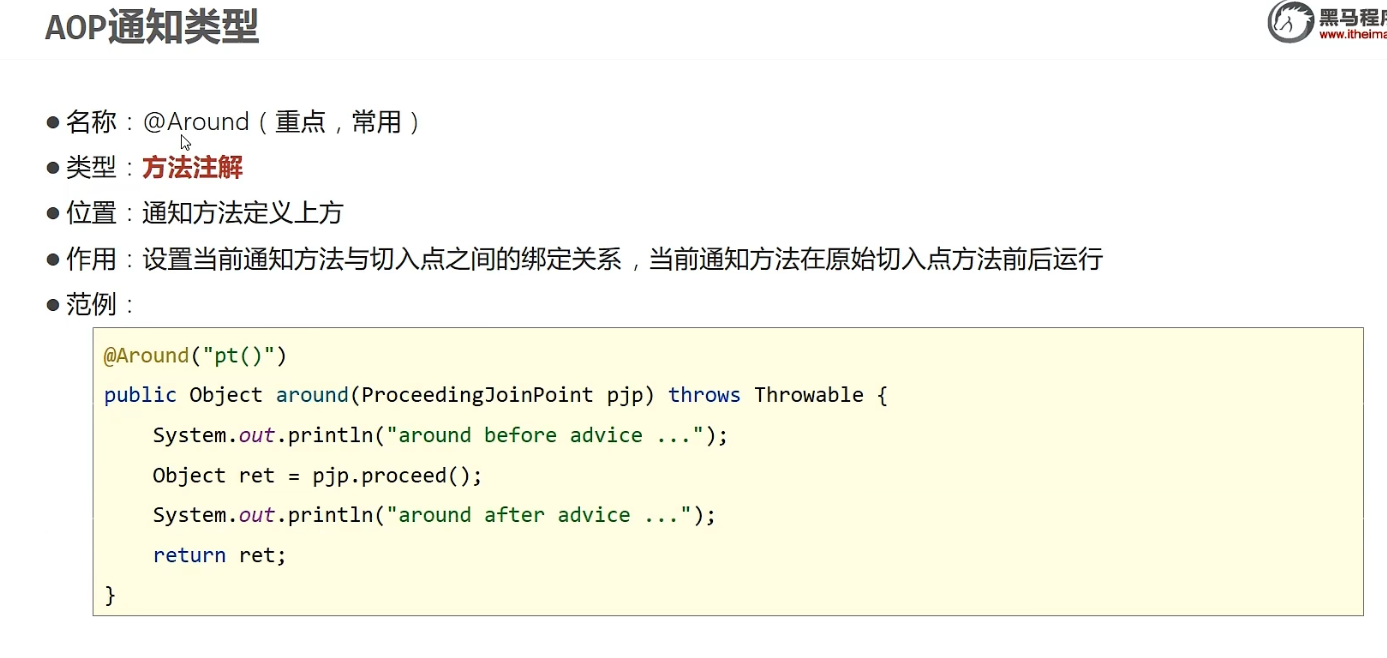 AOP通知类型
黑马程序
www.itheima
● 名称：@Around（重点，常用）
● 类型：方法注解
● 位置：通知方法定义上方
● 作用：设置当前通知方法与切入点之间的绑定关系，当前通知方法在原始切入点方法前后运行
● 范例：
@Around("pt()")
public Object around(ProceedingJoinPoint pjp) throws Throwable {
    System.out.println("around before advice ...");
    Object ret = pjp.proceed();
    System.out.println("around after advice ...");
    return ret;
}